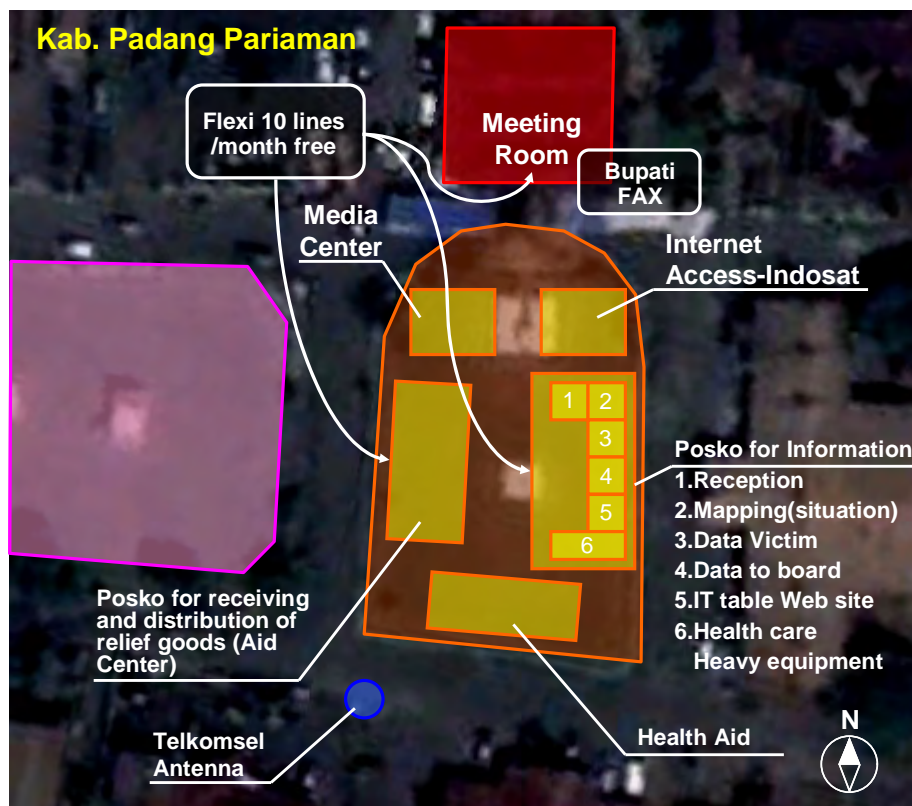 Kab. Padang Pariaman
Flexi 10 lines
/month free
Meeting
Room
Bupati
FAX
Media
Center
Internet
Access-Indosat
1
2
3
4
5
6
Posko for Information
1.Reception
2.Mapping(situation)
3.Data Victim
4.Data to board
5.IT table Web site
6.Health care
Heavy equipment
Posko for receiving
and distribution of
relief goods (Aid
Center)
Telkomsel
Antenna
Health Aid
N